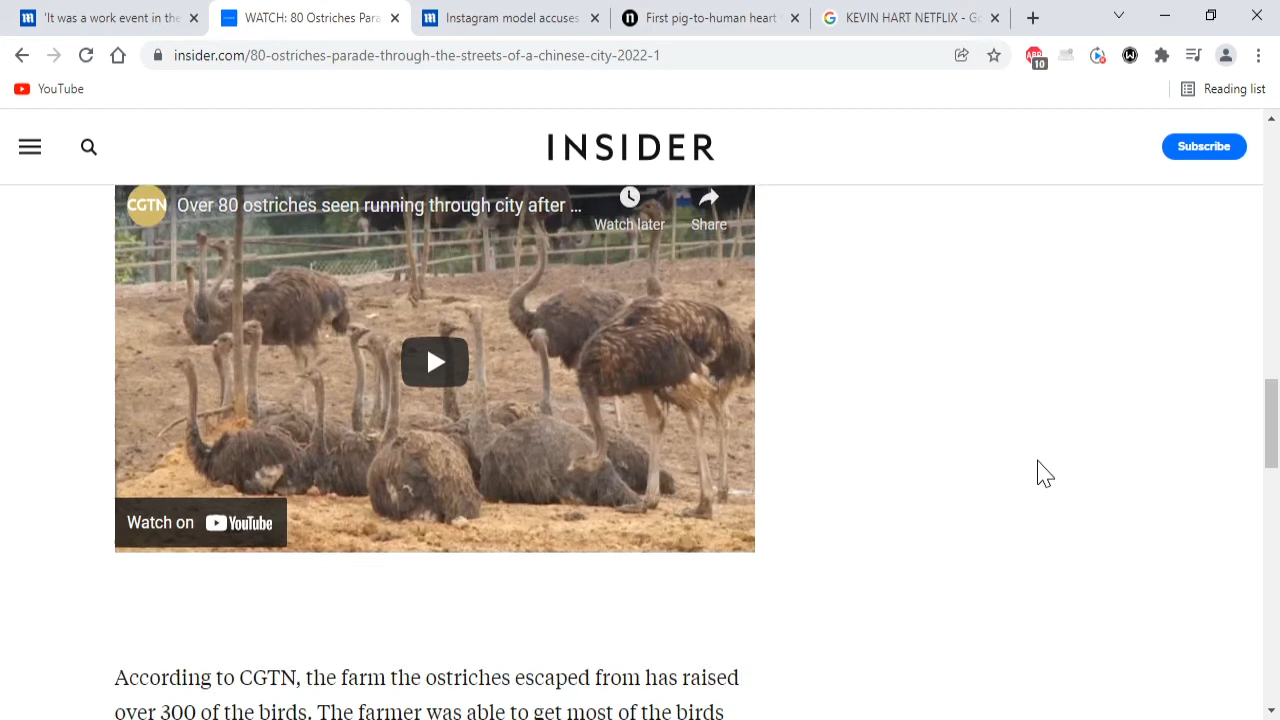 'It was a work event in the
WATCH: 80 Ostriches Para
Instagram model accuses
First pig-to-human heart
KEVIN HART NETFLIX - Go
insider.com/80-ostriches-parade-through-the-streets-of-a-chinese-city-2022-1
10
YouTube
Reading list
INSIDER
Subscribe
CGTN
Over 80 ostriches seen running through city after ...
Watch later
Share
Watch on YouTube
According to CGTN, the farm the ostriches escaped from has raised
over 300 of the birds. The farmer was able to get most of the birds